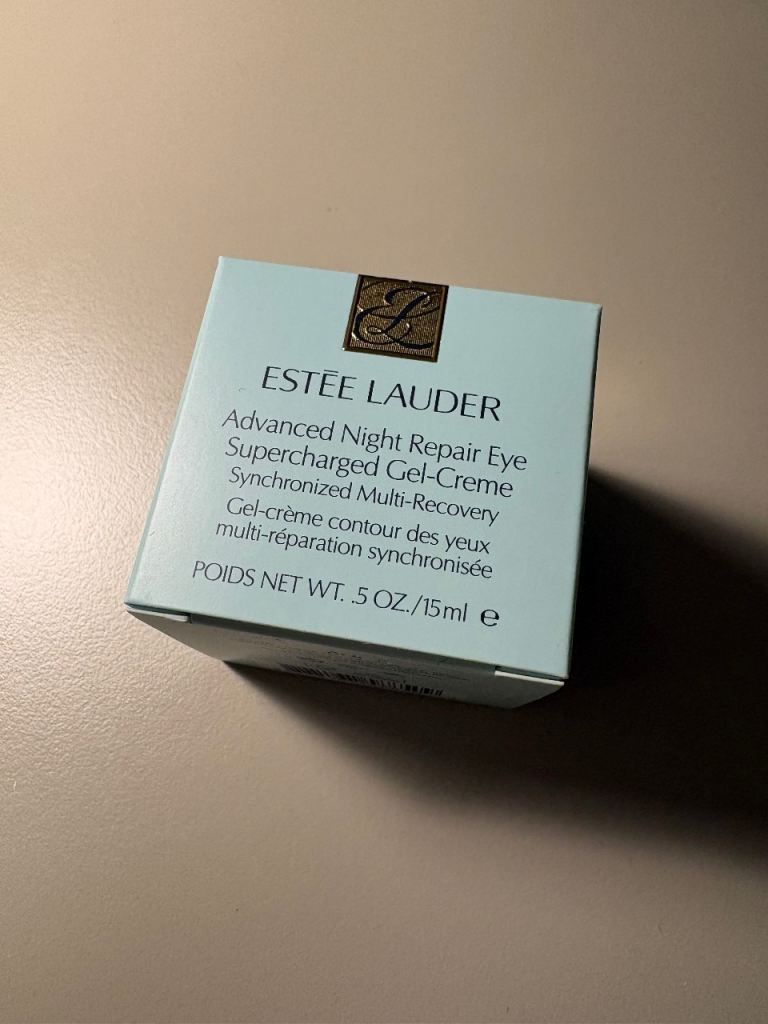 ESTĒE LAUDER
Advanced Night Repair Eye
Supercharged Gel-Creme
Synchronized Multi-Recovery
Gel-crème contour des yeux
multi-réparation synchronisée
POIDS NET WT. .5 OZ./15ml ℮